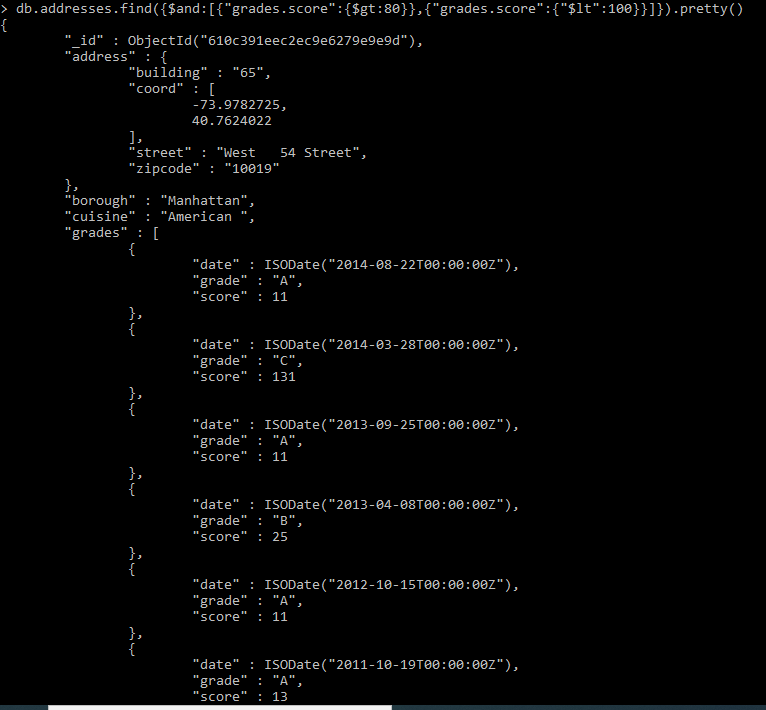 > db.addresses.find({$and:[{"grades.score":{$gt:80}},{"grades.score":{"$lt":100}}]}).pretty()
{
        "_id" : ObjectId("610c391eec2ec9e6279e9e9d"),
        "address" : {
                "building" : "65",
                "coord" : [
                        -73.9782725,
                        40.7624022
                ],
                "street" : "West   54 Street",
                "zipcode" : "10019"
        },
        "borough" : "Manhattan",
        "cuisine" : "American ",
        "grades" : [
                {
                        "date" : ISODate("2014-08-22T00:00:00Z"),
                        "grade" : "A",
                        "score" : 11
                },
                {
                        "date" : ISODate("2014-03-28T00:00:00Z"),
                        "grade" : "C",
                        "score" : 131
                },
                {
                        "date" : ISODate("2013-09-25T00:00:00Z"),
                        "grade" : "A",
                        "score" : 11
                },
                {
                        "date" : ISODate("2013-04-08T00:00:00Z"),
                        "grade" : "B",
                        "score" : 25
                },
                {
                        "date" : ISODate("2012-10-15T00:00:00Z"),
                        "grade" : "A",
                        "score" : 11
                },
                {
                        "date" : ISODate("2011-10-19T00:00:00Z"),
                        "grade" : "A",
                        "score" : 13